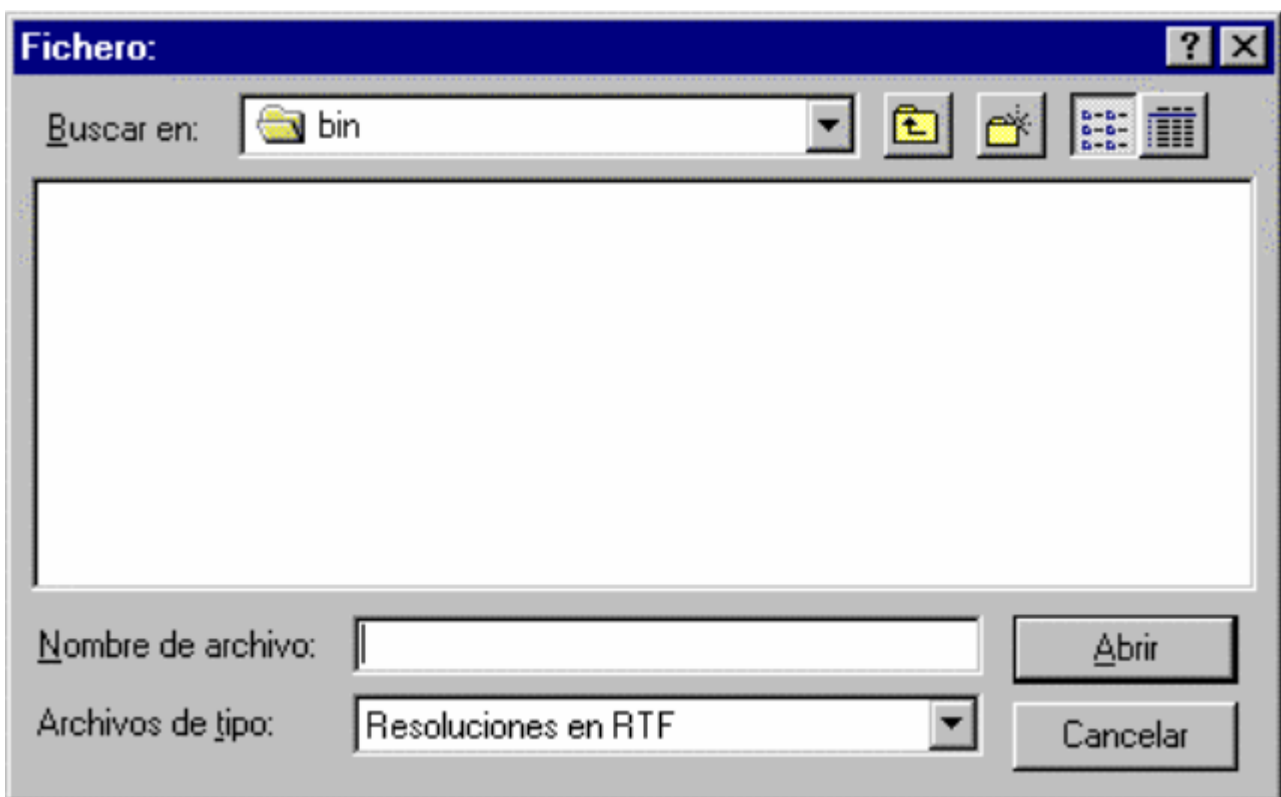 Fichero:
Buscar en: bin
Nombre de archivo:
Abrir
Archivos de tipo: Resoluciones en RTF
Cancelar